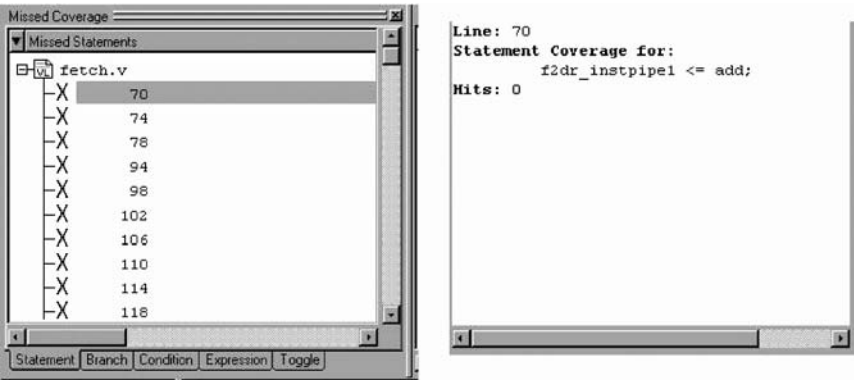 Missed Coverage
Missed Statements
fetch.v
70
74
78
94
98
102
106
110
114
118
Statement Branch Condition Expression Toggle
Line: 70
Statement Coverage for:
f2dr_instpipe1 <= add;
Hits: 0